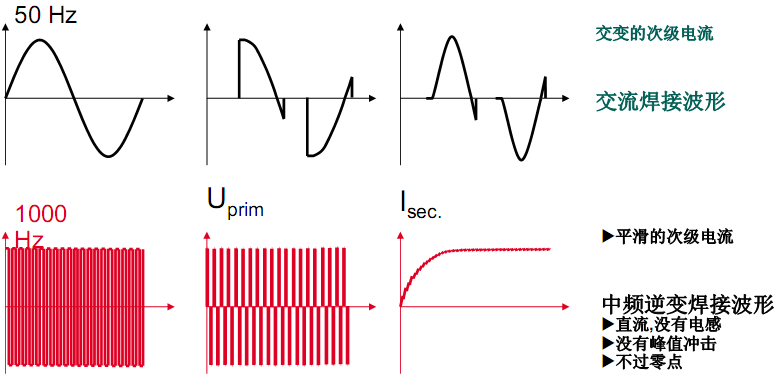 50 Hz
交变的次级电流
交流焊接波形
1000
Hz
Uprim
Isec.
▶平滑的次级电流
中频逆变焊接波形
▶直流,没有电感
▶没有峰值冲击
▶不过零点